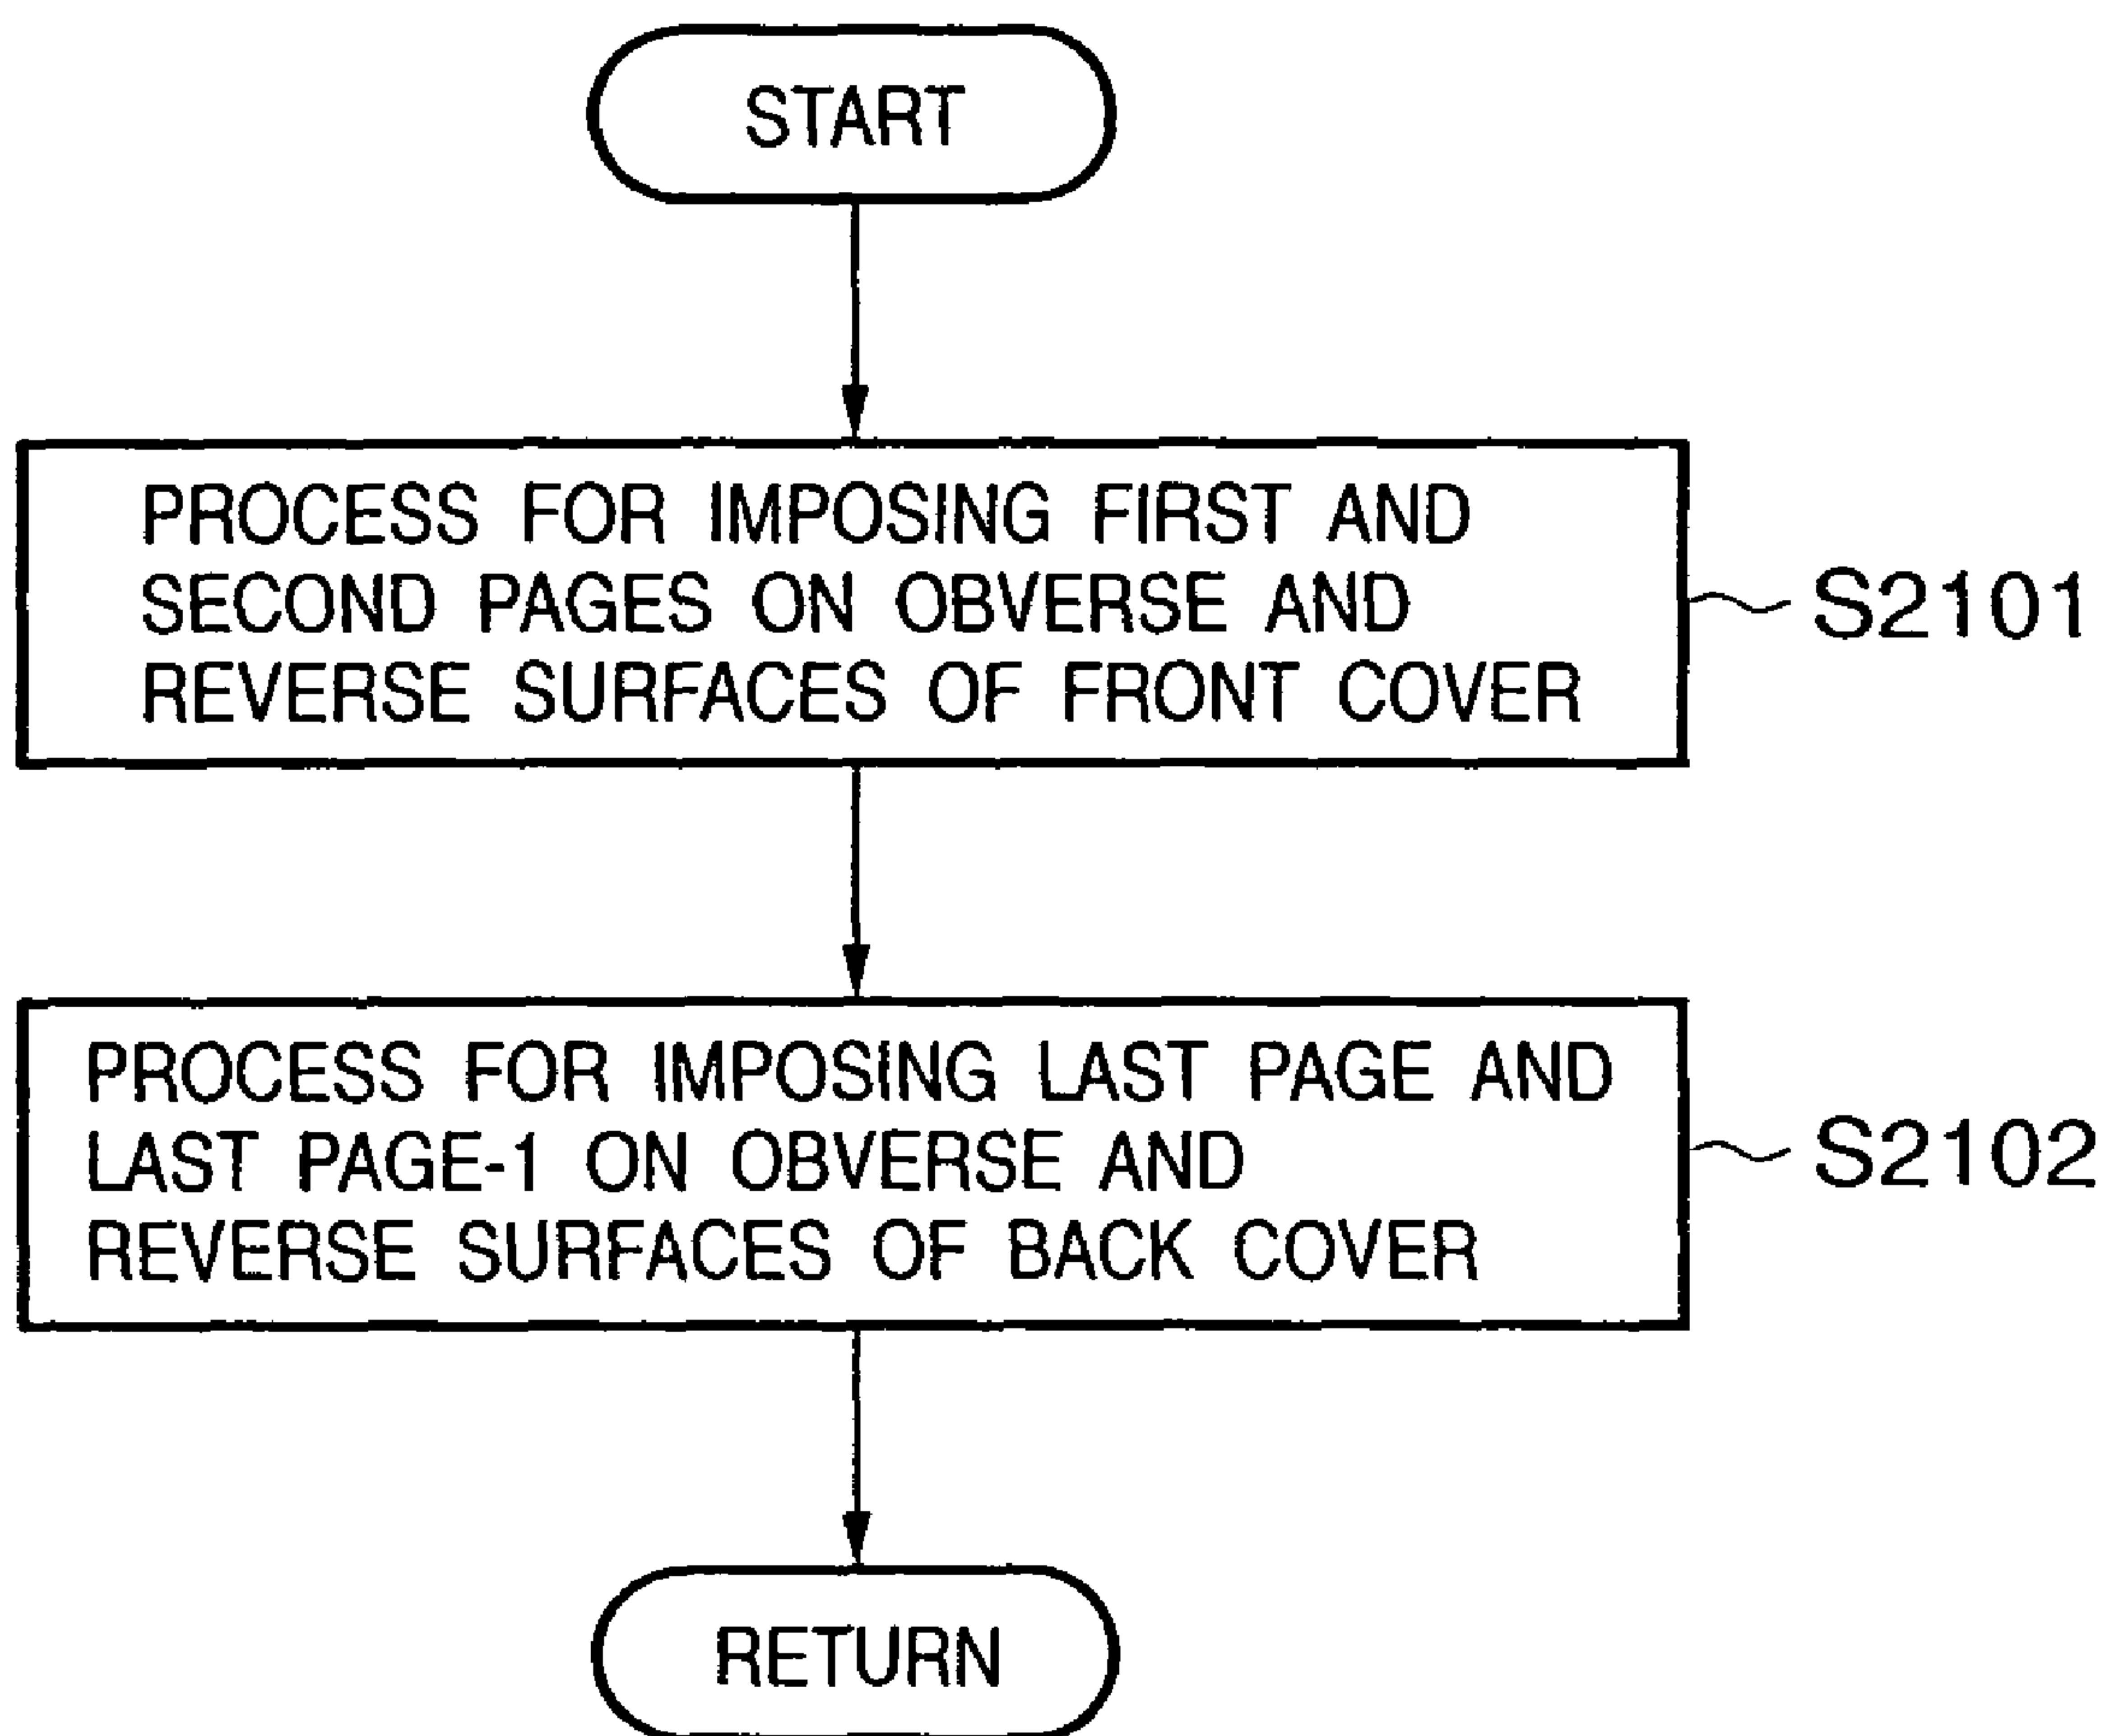 START
PROCESS FOR IMPOSING FIRST AND
SECOND PAGES ON OBVERSE AND
REVERSE SURFACES OF FRONT COVER
S2101
PROCESS FOR IMPOSING LAST PAGE AND
LAST PAGE-1 ON OBVERSE AND
REVERSE SURFACES OF BACK COVER
S2102
RETURN